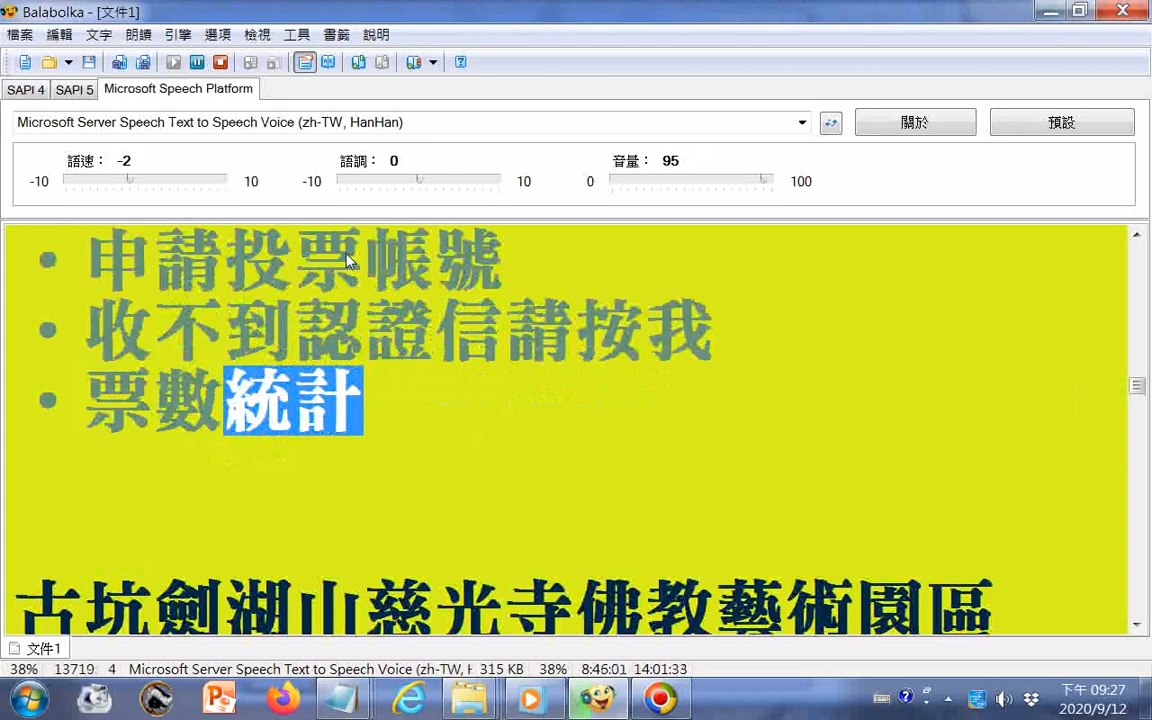 Balabolka - [文件1]
檔案 編輯 文字 朗讀 引擎 選項 檢視 工具 書籤 說明
SAPI 4 SAPI 5 Microsoft Speech Platform
Microsoft Server Speech Text to Speech Voice (zh-TW, HanHan) 關於 預設
語速： -2 語調： 0 音量： 95
-10 10 -10 10 0 100
• 申請投票帳號
• 收不到認證信請按我
• 票數統計
古坑劍湖山慈光寺佛教藝術園區
文件1
38% 13719 4 Microsoft Server Speech Text to Speech Voice (zh-TW, H 315 KB 38% 8:46:01 14:01:33
下午 09:27
2020/9/12